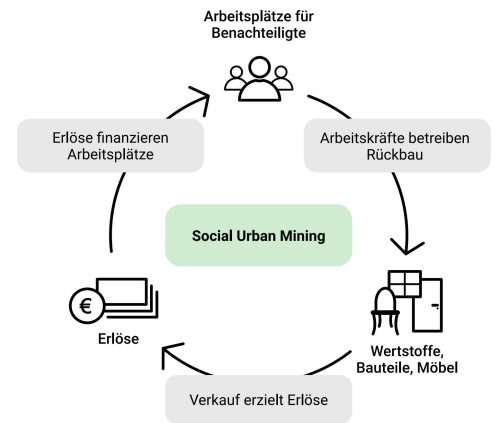 Arbeitsplätze für
Benachteiligte
Erlöse finanzieren
Arbeitsplätze
Arbeitskräfte betreiben
Rückbau
Social Urban Mining
€
Erlöse
Wertstoffe,
Bauteile, Möbel
Verkauf erzielt Erlöse